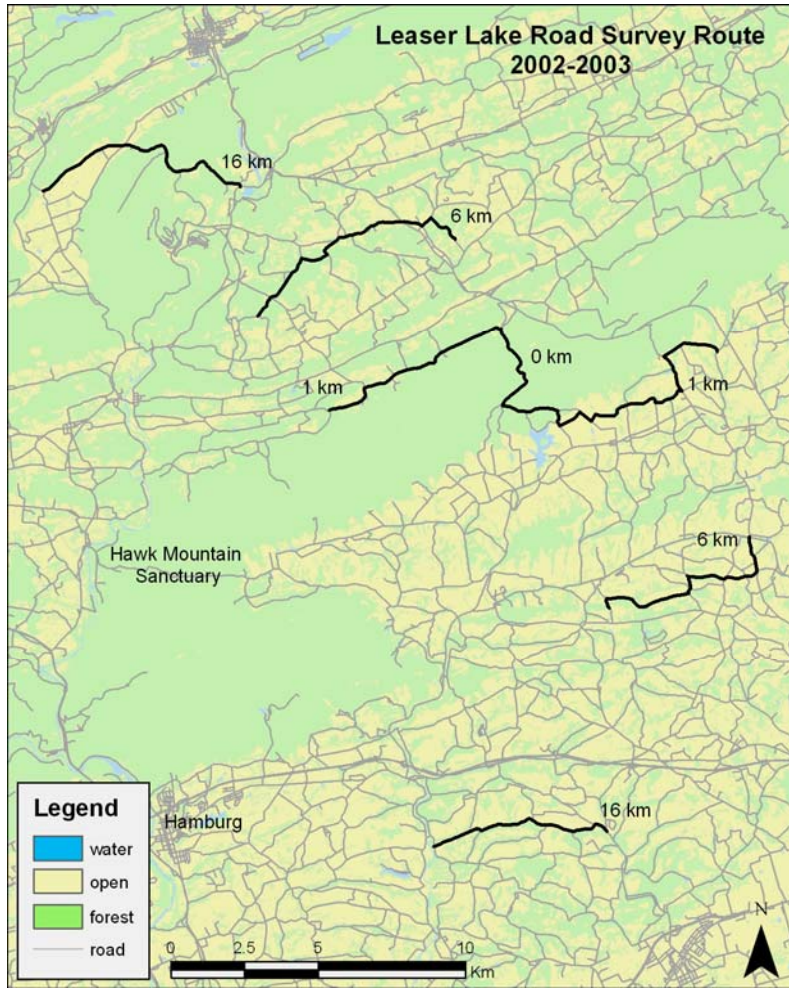 Leaser Lake Road Survey Route
2002-2003
16 km
6 km
0 km
1 km
1 km
6 km
Hawk Mountain
Sanctuary
16 km
Hamburg
Legend
water
open
forest
road
0
2.5
5
10
Km
N